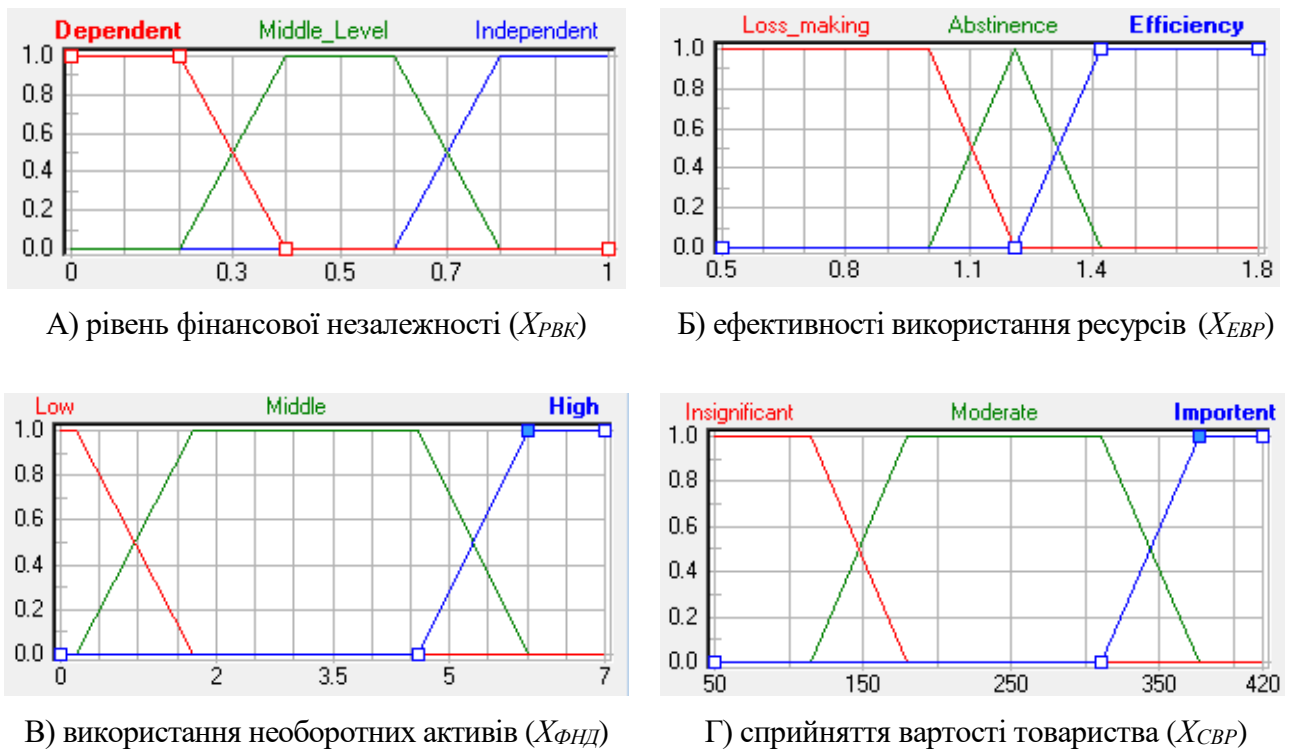 Dependent Middle_Level Independent
1.0
0.8
0.6
0.4
0.2
0.0
0 0.3 0.5 0.7 1
А) рівень фінансової незалежності (XРВК)
Loss_making Abstinence Efficiency
1.0
0.8
0.6
0.4
0.2
0.0
0.5 0.8 1.1 1.4 1.8
Б) ефективності використання ресурсів (XЕВР)
Low Middle High
1.0
0.8
0.6
0.4
0.2
0.0
0 2 3.5 5 7
В) використання необоротних активів (XФНД)
Insignificant Moderate Importent
1.0
0.8
0.6
0.4
0.2
0.0
50 150 250 350 420
Г) сприйняття вартості товариства (XСВР)